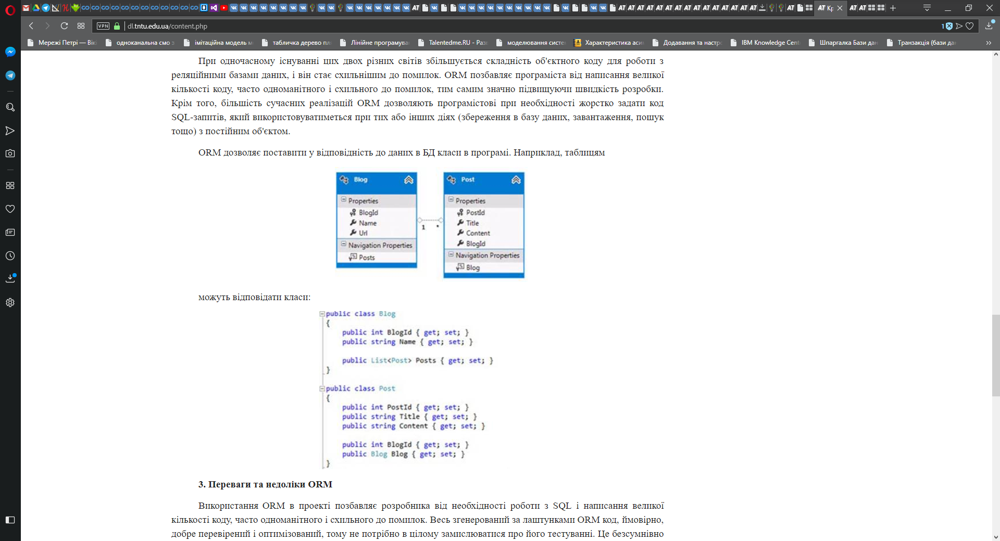 AT Кр
VPN dl.tntu.edu.ua/content.php 1
Мережі Петрі — Вікі
одноканальна смо з
імітаційна модель м
табличка дерево пл
Лінійне програмува
Talentedme.RU - Раз
моделювання систе
Характеристика аси
Додавання та настр
IBM Knowledge Cent
Шпаргалка Бази дан
Транзакція (бази да
При одночасному існуванні цих двох різних світів збільшується складність об'єктного коду для роботи з
реляційними базами даних, і він стає схильнішим до помилок. ORM позбавляє програміста від написання великої
кількості коду, часто одноманітного і схильного до помилок, тим самим значно підвищуючи швидкість розробки.
Крім того, більшість сучасних реалізацій ORM дозволяють програмістові при необхідності жорстко задати код
SQL-запитів, який використовуватиметься при тих або інших діях (збереження в базу даних, завантаження, пошук
тощо) з постійним об'єктом.
ORM дозволяє поставити у відповідність до даних в БД класи в програмі. Наприклад, таблицям
Blog
Properties
BlogId
Name
Url
Navigation Properties
Posts
1 *
Post
Properties
PostId
Title
Content
BlogId
Navigation Properties
Blog
можуть відповідати класи:
public class Blog
{
public int BlogId { get; set; }
public string Name { get; set; }
public List<Post> Posts { get; set; }
}
public class Post
{
public int PostId { get; set; }
public string Title { get; set; }
public string Content { get; set; }
public int BlogId { get; set; }
public Blog Blog { get; set; }
}
3. Переваги та недоліки ORM
Використання ORM в проекті позбавляє розробника від необхідності роботи з SQL і написання великої
кількості коду, часто одноманітного і схильного до помилок. Весь згенерований за лаштунками ORM код, ймовірно,
добре перевірений і оптимізований, тому не потрібно в цілому замислюватися про його тестуванні. Це безсумнівно